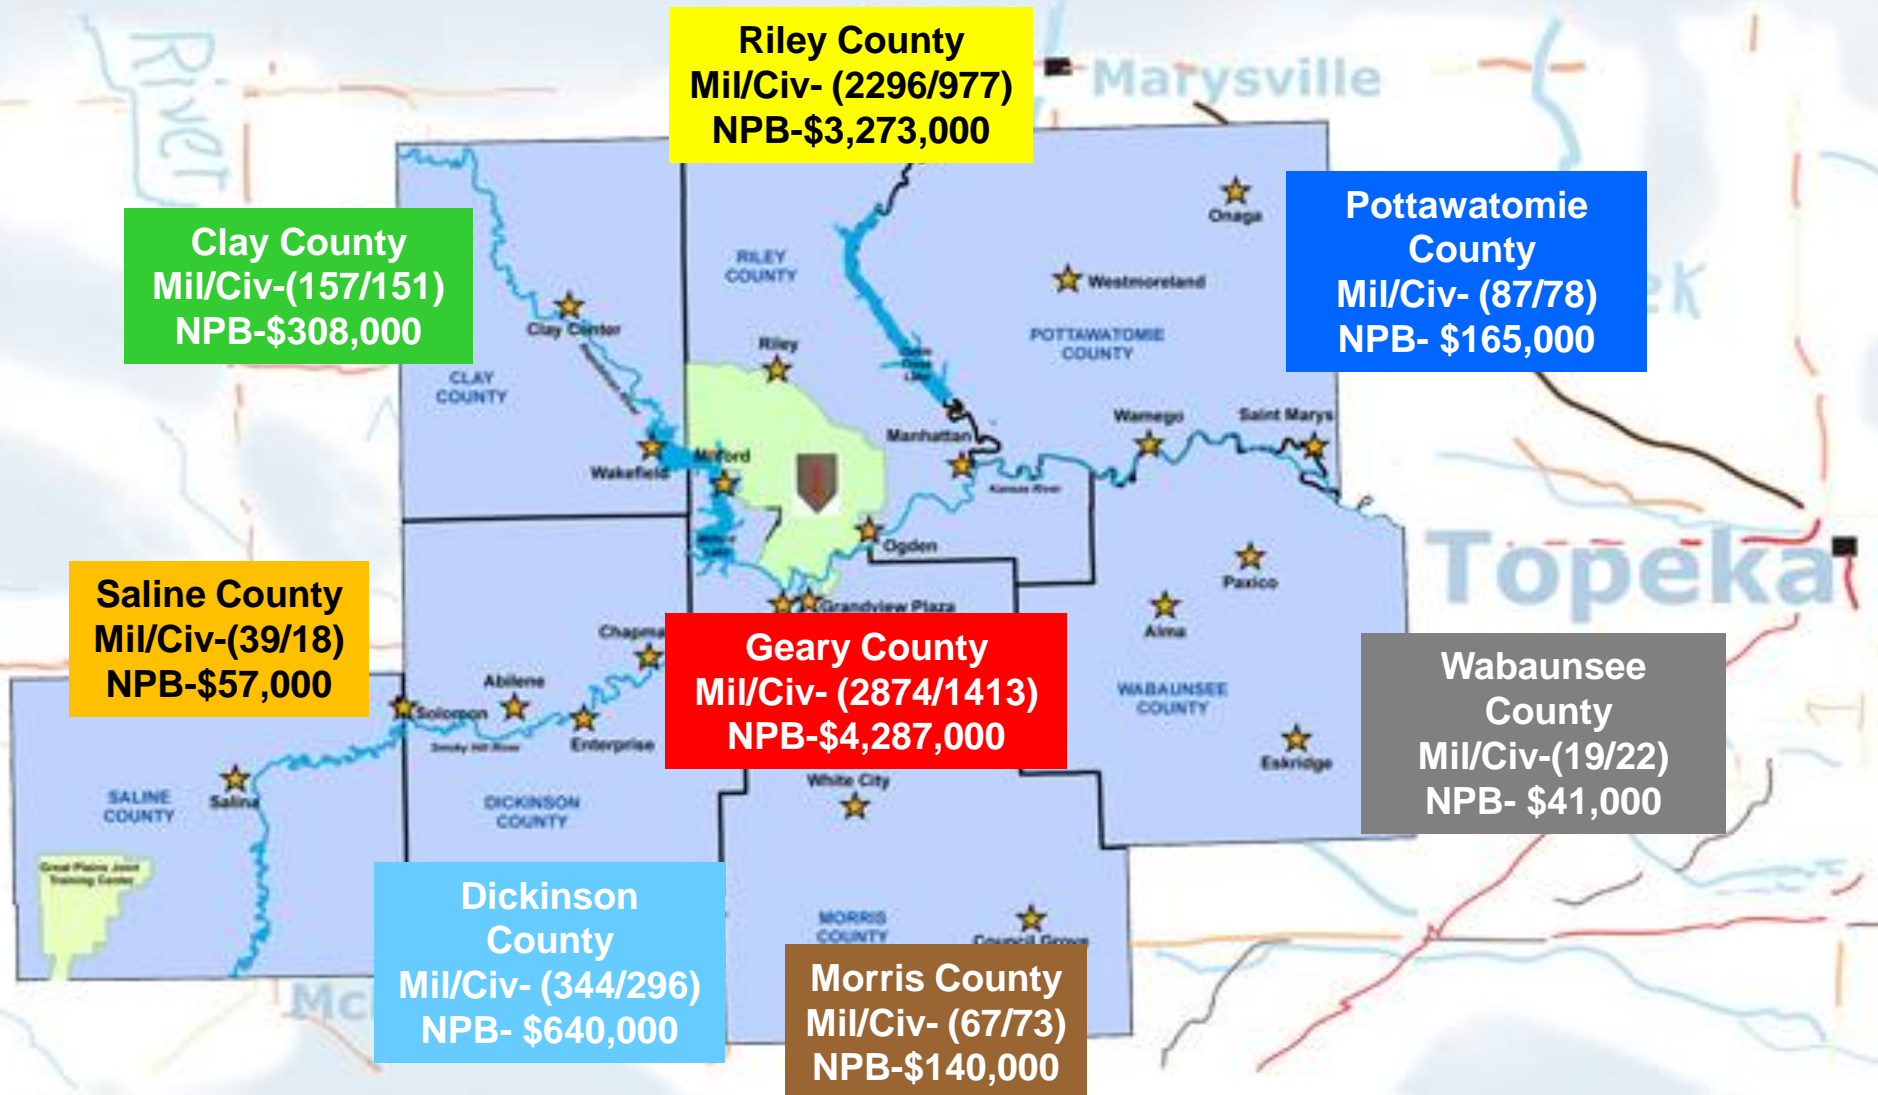 Riley County
Mil/Civ- (2296/977)
NPB-$3,273,000
River
Marysville
Pottawatomie
County
Mil/Civ- (87/78)
NPB- $165,000
Clay County
Mil/Civ-(157/151)
NPB-$308,000
Onaga
RILEY
COUNTY
Westmoreland
Clay Center
POTTAWATOMIE
COUNTY
Riley
CLAY
COUNTY
Wamego
Saint Marys
Manhattan
Milford
Wakefield
Kansas River
Ogden
Topeka
Paxico
Saline County
Mil/Civ-(39/18)
NPB-$57,000
Grandview Plaza
Alma
Chapma
Geary County
Mil/Civ- (2874/1413)
NPB-$4,287,000
Wabaunsee
County
Mil/Civ-(19/22)
NPB- $41,000
Abilene
Solomon
WABAUNSEE
COUNTY
Smoky Hill River
Enterprise
Eskridge
White City
Salina
SALINE
COUNTY
DICKINSON
COUNTY
Great Plains Joint
Training Center
Dickinson
County
Mil/Civ- (344/296)
NPB- $640,000
MORRIS
COUNTY
Council Grove
Morris County
Mil/Civ- (67/73)
NPB-$140,000
Mc